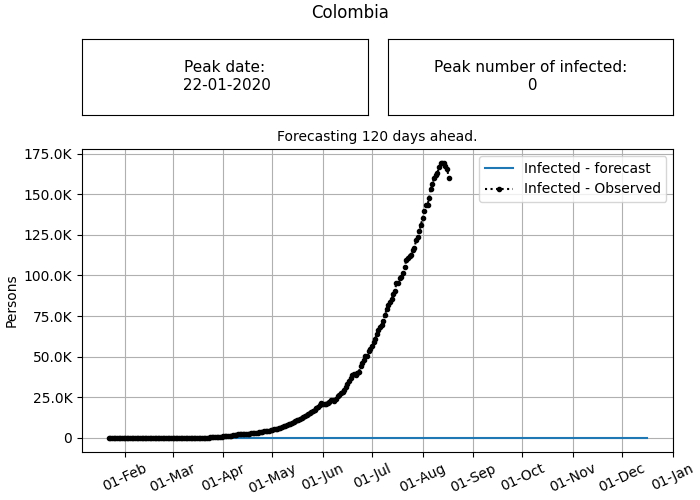 Colombia
Peak date:
22-01-2020
Peak number of infected:
0
Forecasting 120 days ahead.
175.0K
150.0K
125.0K
100.0K
75.0K
50.0K
25.0K
0
Persons
Infected - forecast
Infected - Observed
01-Feb
01-Mar
01-Apr
01-May
01-Jun
01-Jul
01-Aug
01-Sep
01-Oct
01-Nov
01-Dec
01-Jan